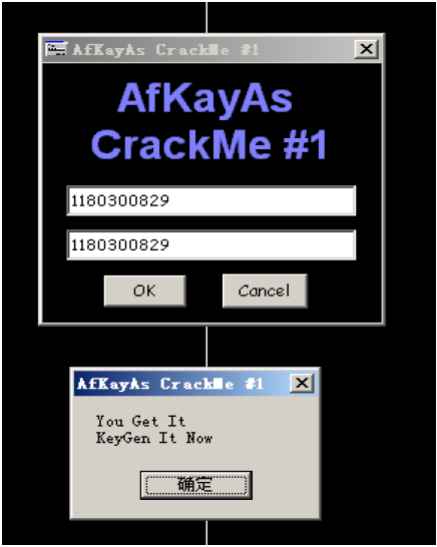 AfKayAs CrackMe #1
AfKayAs
CrackMe #1
1180300829
1180300829
OK
Cancel
AfKayAs CrackMe #1
You Get It
KeyGen It Now
确定